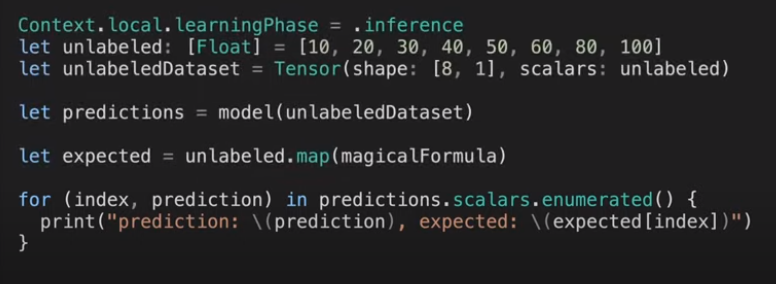 Context.local.learningPhase = .inference
let unlabeled: [Float] = [10, 20, 30, 40, 50, 60, 80, 100]
let unlabeledDataset = Tensor(shape: [8, 1], scalars: unlabeled)
let predictions = model(unlabeledDataset)
let expected = unlabeled.map(magicalFormula)
for (index, prediction) in predictions.scalars.enumerated() {
  print("prediction: \(prediction), expected: \(expected[index])")
}